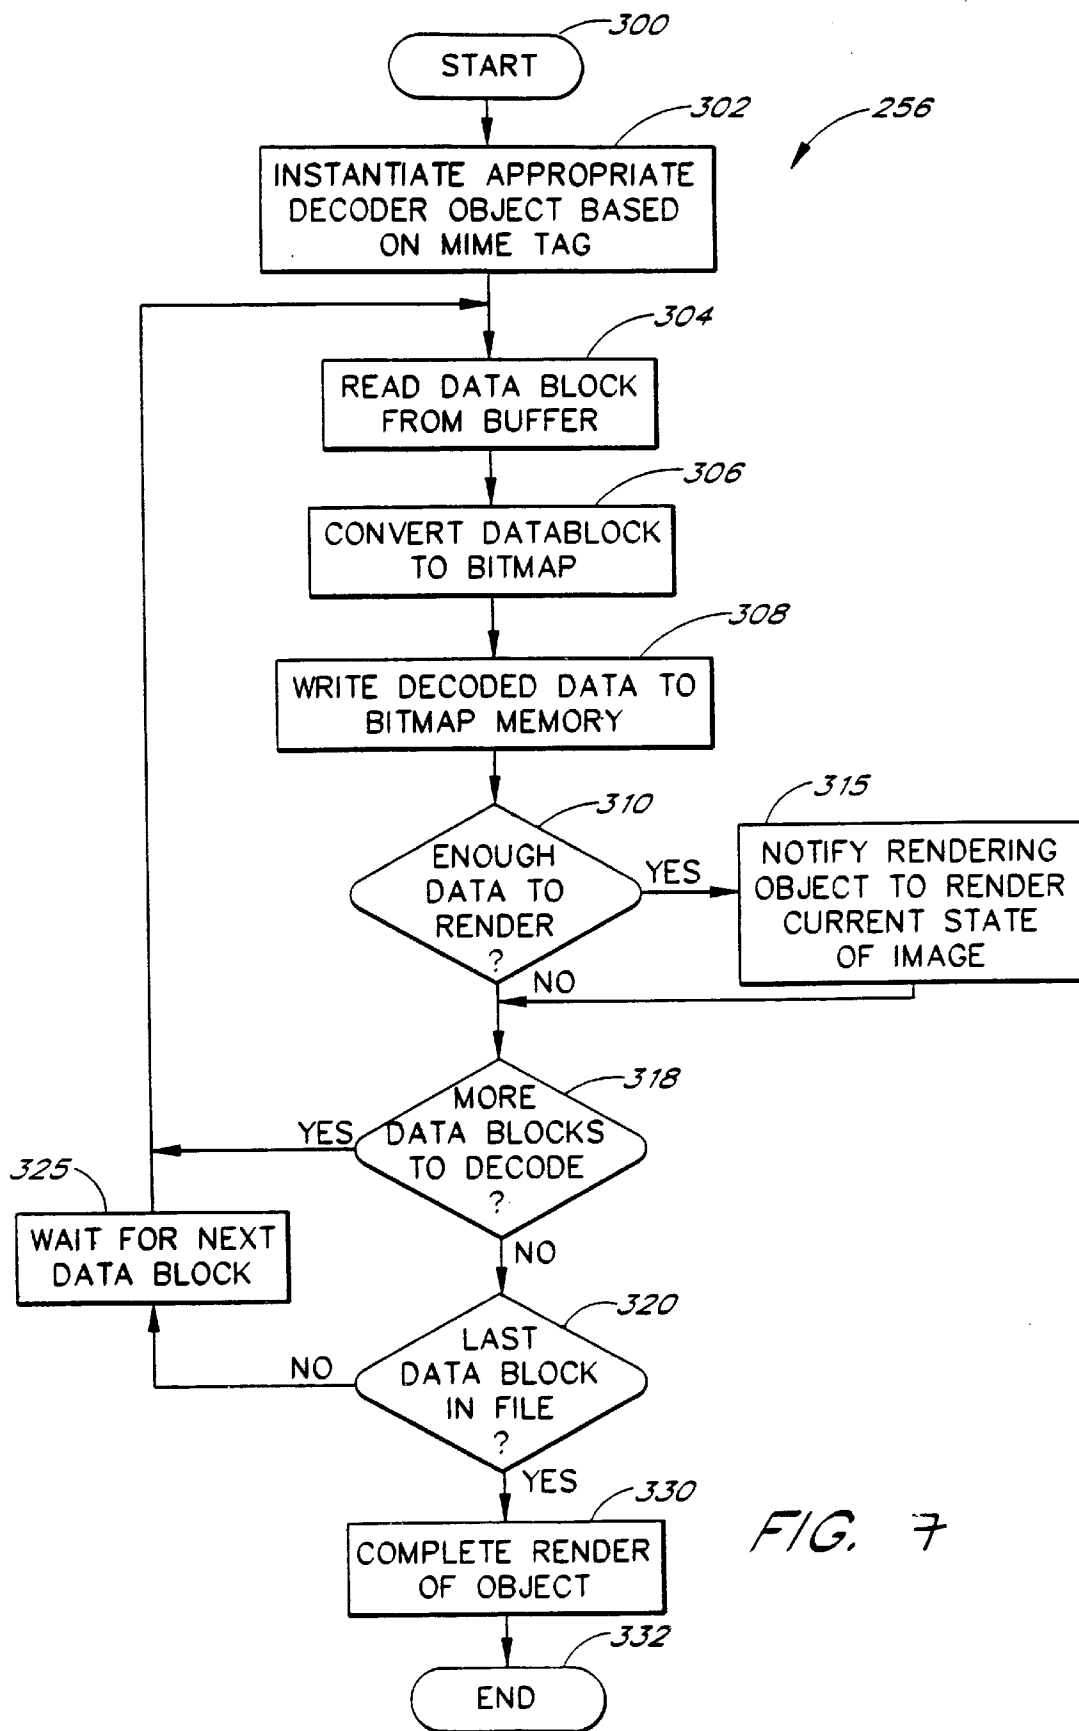 300
START
302
256
INSTANTIATE APPROPRIATE
DECODER OBJECT BASED
ON MIME TAG
304
READ DATA BLOCK
FROM BUFFER
306
CONVERT DATABLOCK
TO BITMAP
308
WRITE DECODED DATA TO
BITMAP MEMORY
310
ENOUGH
DATA TO
RENDER
?
YES
315
NOTIFY RENDERING
OBJECT TO RENDER
CURRENT STATE
OF IMAGE
NO
318
MORE
DATA BLOCKS
TO DECODE
?
YES
325
WAIT FOR NEXT
DATA BLOCK
NO
320
LAST
DATA BLOCK
IN FILE
?
NO
YES
330
COMPLETE RENDER
OF OBJECT
FIG. 7
332
END